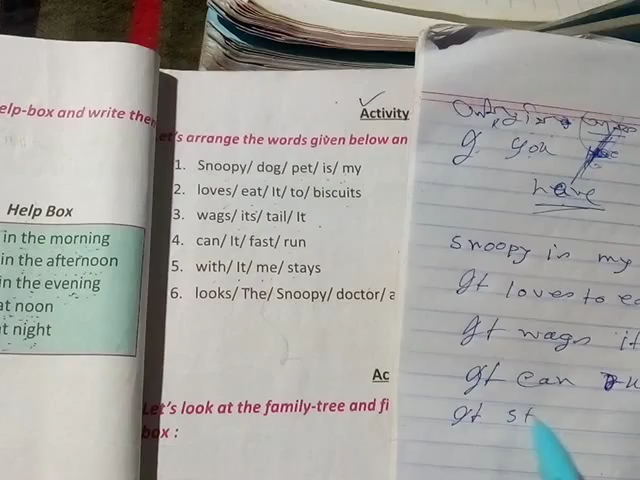 elp-box and write the
Help Box
in the morning
in the afternoon
in the evening
at noon
t night
Activity
et's arrange the words given below an
1. Snoopy/ dog/ pet/ is/ my
2. loves/ eat/ It/ to/ biscuits
3. wags/ its/ tail/ It
4. can/ It/ fast/ run
5. with/ It/ me/ stays
6. looks/ The/ Snoopy/ doctor/ a
Ac
Let's look at the family-tree and fi
box :
I you
have
Snoopy is my
It loves to ea
It wags it
It can ru
It st